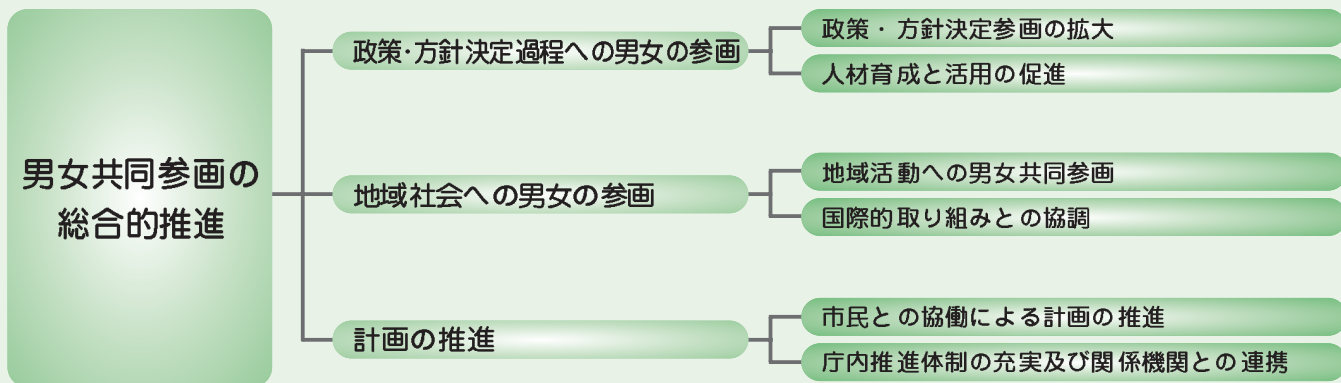 男女共同参画の
総合的推進
政策・方針決定過程への男女の参画
政策・方針決定参画の拡大
人材育成と活用の促進
地域社会への男女の参画
地域活動への男女共同参画
国際的取り組みとの協調
計画の推進
市民との協働による計画の推進
庁内推進体制の充実及び関係機関との連携